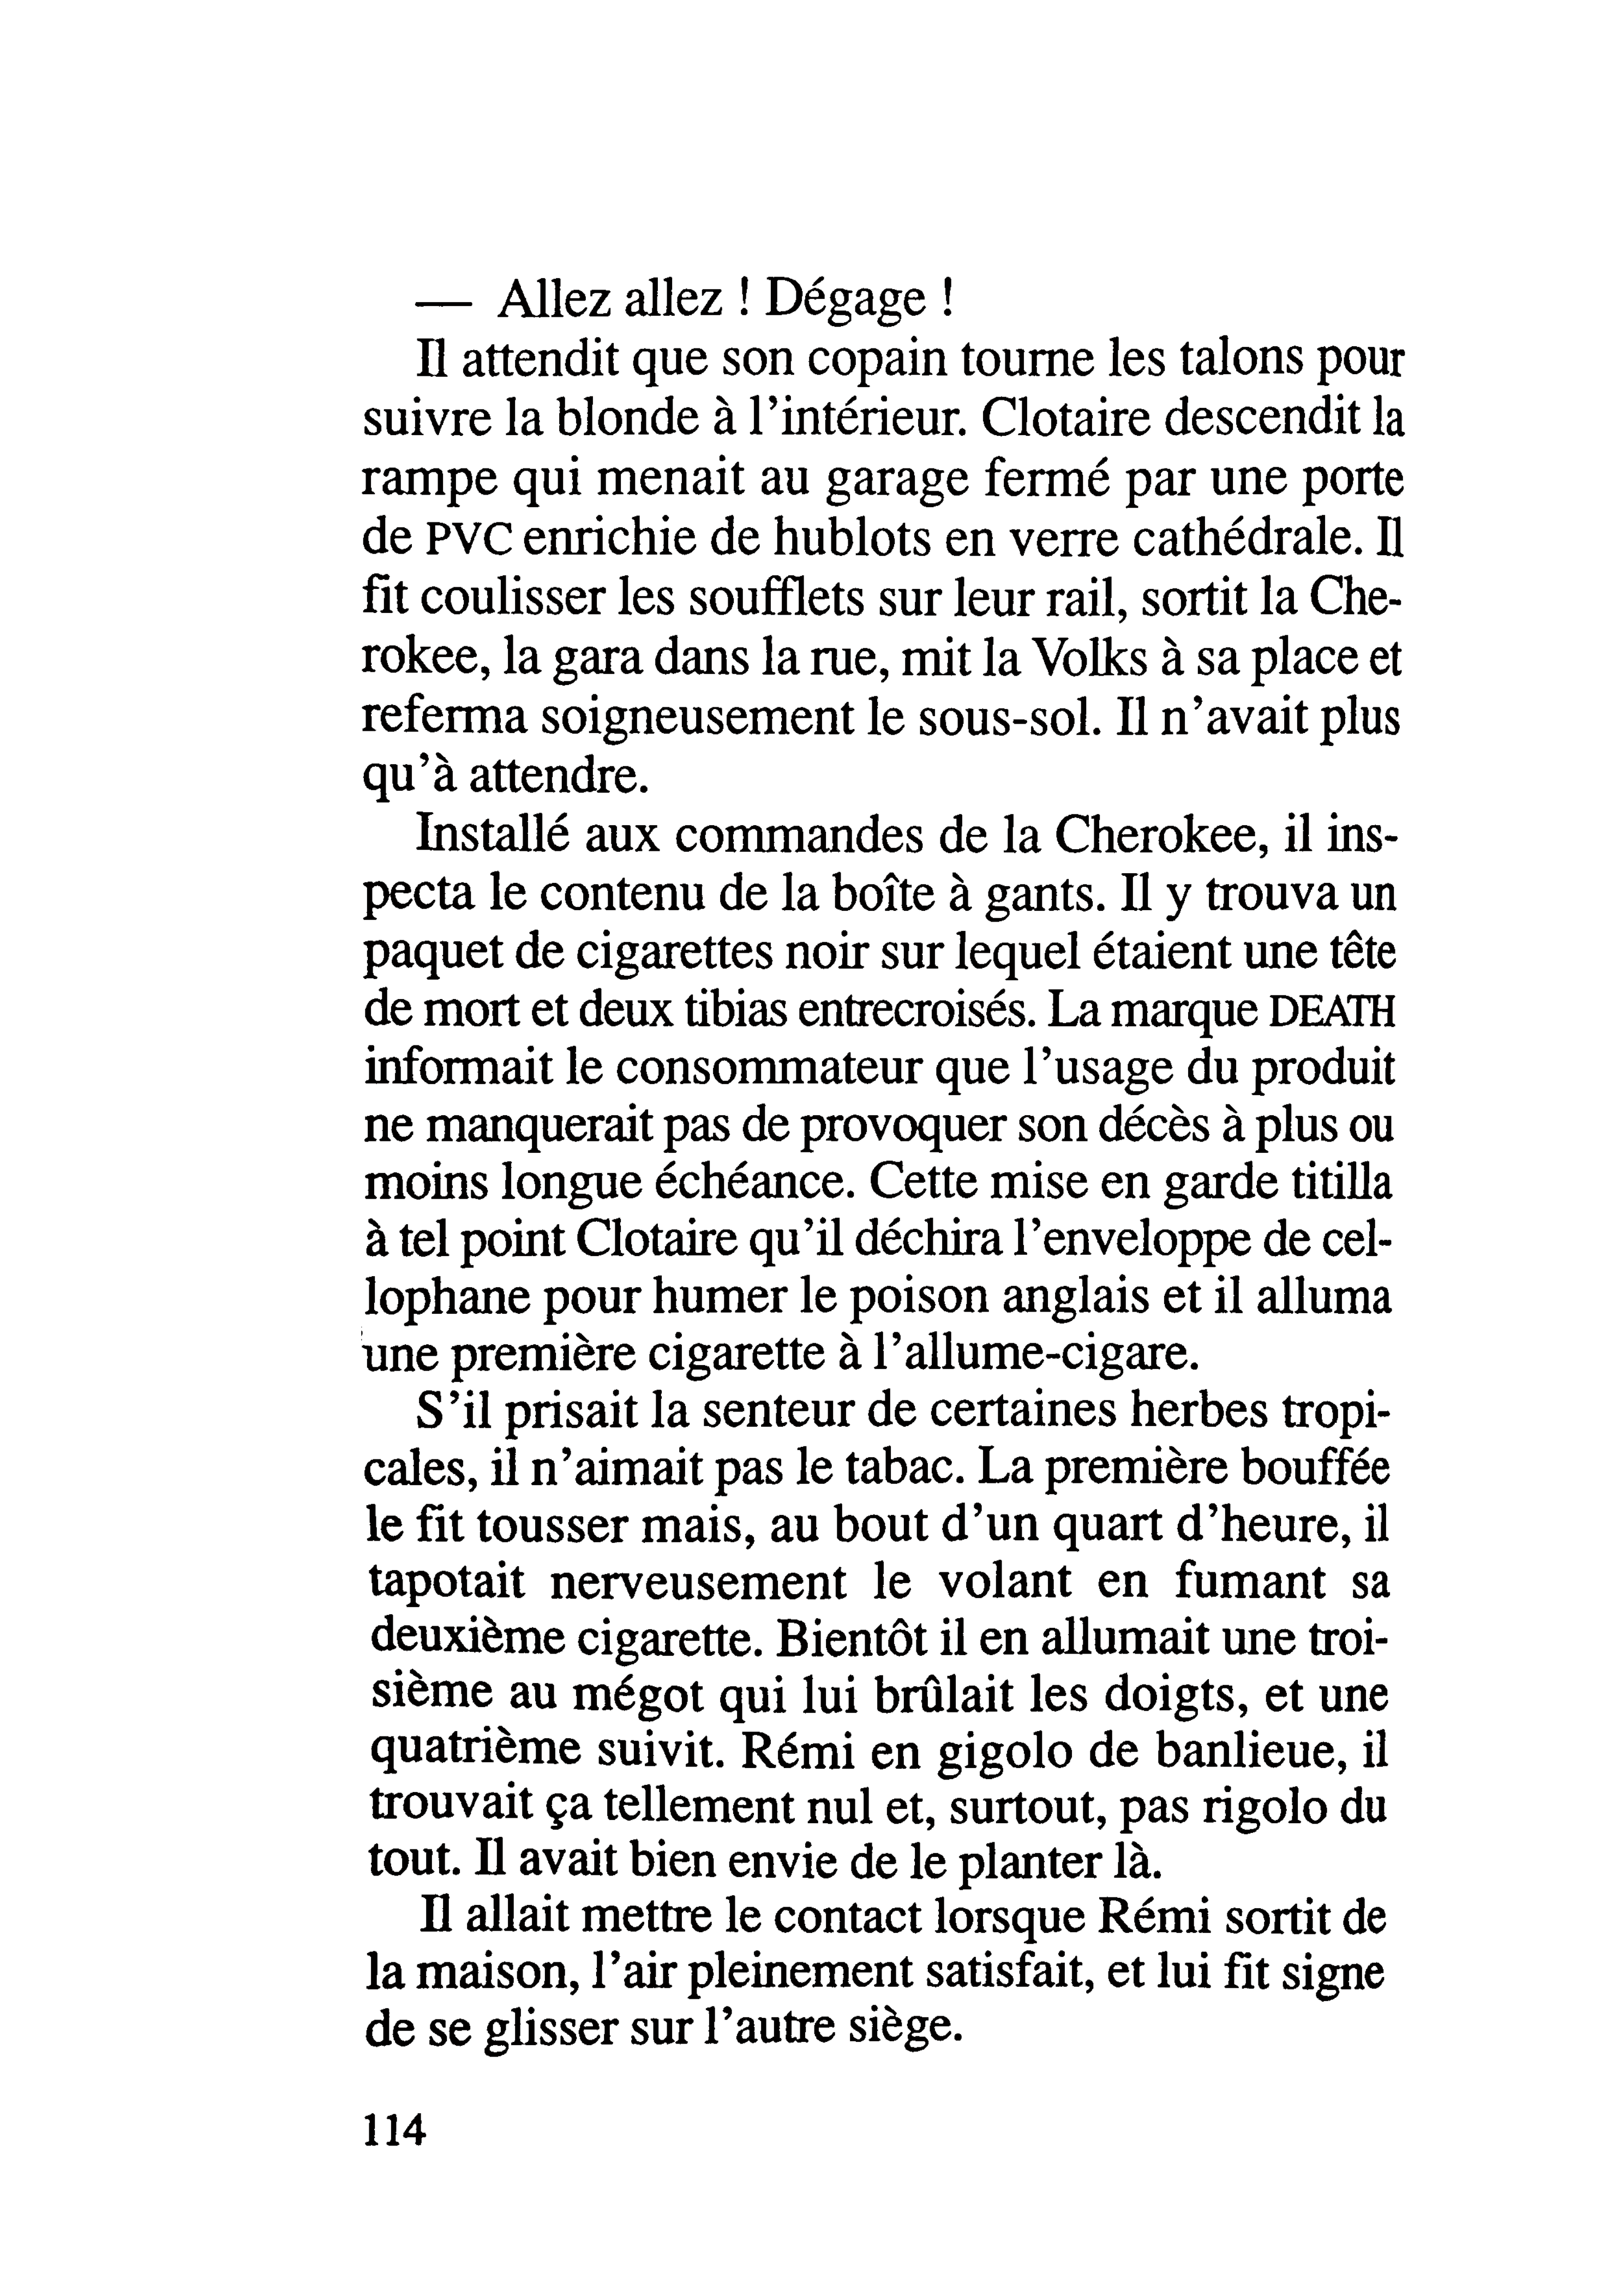 — Allez allez ! Dégage !
Il attendit que son copain tourne les talons pour
suivre la blonde à l'intérieur. Clotaire descendit la
rampe qui menait au garage fermé par une porte
de PVC enrichie de hublots en verre cathédrale. Il
fit coulisser les soufflets sur leur rail, sortit la Che-
rokee, la gara dans la rue, mit la Volks à sa place et
referma soigneusement le sous-sol. Il n'avait plus
qu'à attendre.
Installé aux commandes de la Cherokee, il ins-
pecta le contenu de la boîte à gants. Il y trouva un
paquet de cigarettes noir sur lequel étaient une tête
de mort et deux tibias entrecroisés. La marque DEATH
informait le consommateur que l'usage du produit
ne manquerait pas de provoquer son décès à plus ou
moins longue échéance. Cette mise en garde titilla
à tel point Clotaire qu'il déchira l'enveloppe de cel-
lophane pour humer le poison anglais et il alluma
une première cigarette à l'allume-cigare.
S'il prisait la senteur de certaines herbes tropi-
cales, il n'aimait pas le tabac. La première bouffée
le fit tousser mais, au bout d'un quart d'heure, il
tapotait nerveusement le volant en fumant sa
deuxième cigarette. Bientôt il en allumait une troi-
sième au mégot qui lui brûlait les doigts, et une
quatrième suivit. Rémi en gigolo de banlieue, il
trouvait ça tellement nul et, surtout, pas rigolo du
tout. Il avait bien envie de le planter là.
Il allait mettre le contact lorsque Rémi sortit de
la maison, l'air pleinement satisfait, et lui fit signe
de se glisser sur l'autre siège.
114